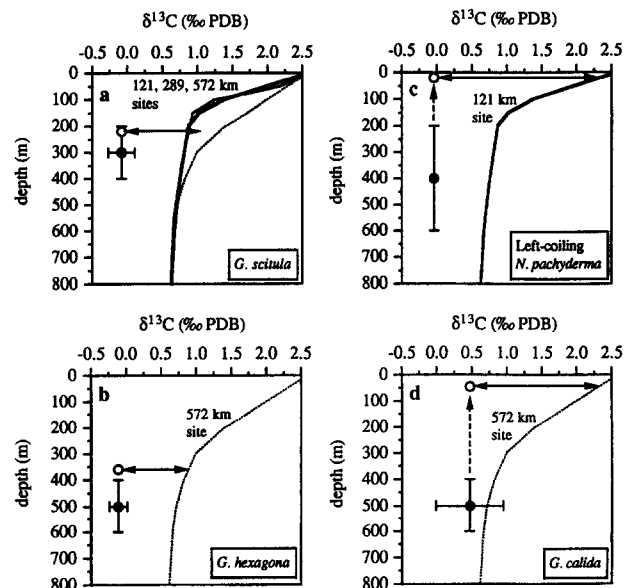 δ13C (‰ PDB)
-0.5 0.0 0.5 1.0 1.5 2.0 2.5
0
100
200
300
400
500
600
700
800
depth (m)
a
121, 289, 572 km
sites
G. scitula
δ13C (‰ PDB)
-0.5 0.0 0.5 1.0 1.5 2.0 2.5
0
100
200
300
400
500
600
700
800
depth (m)
c
121 km
site
Left-coiling
N. pachyderma
δ13C (‰ PDB)
-0.5 0.0 0.5 1.0 1.5 2.0 2.5
0
100
200
300
400
500
600
700
800
depth (m)
b
572 km
site
G. hexagona
δ13C (‰ PDB)
-0.5 0.0 0.5 1.0 1.5 2.0 2.5
0
100
200
300
400
500
600
700
800
depth (m)
d
572 km
site
G. calida